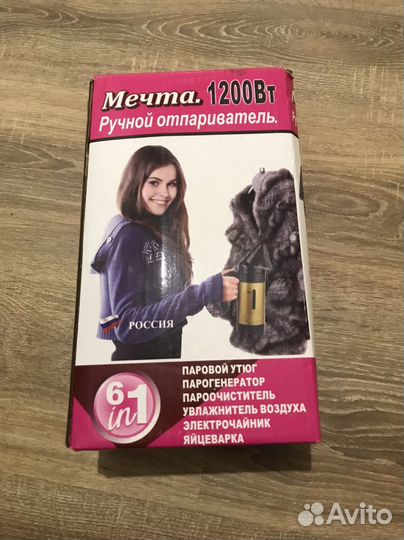 Мечта. 1200Вт
Ручной отпариватель.
РОССИЯ
6 in 1
ПАРОВОЙ УТЮГ
ПАРОГЕНЕРАТОР
ПАРООЧИСТИТЕЛЬ
УВЛАЖНИТЕЛЬ ВОЗДУХА
ЭЛЕКТРОЧАЙНИК
ЯЙЦЕВАРКА
Avito